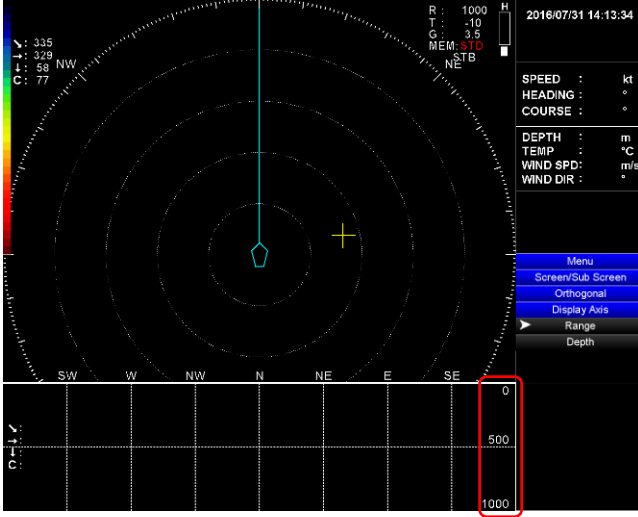 ↘: 335
→: 329
↓: 58
C: 77
NW
R : 1000
T : -10
G : 3.5
MEM:STD
STB
NE
H
2016/07/31 14:13:34
SPEED : kt
HEADING : °
COURSE : °
DEPTH : m
TEMP : °C
WIND SPD: m/s
WIND DIR : °
Menu
Screen/Sub Screen
Orthogonal
Display Axis
Range
Depth
SW W NW N NE E SE
0
500
1000
↘:
→:
↓:
C: